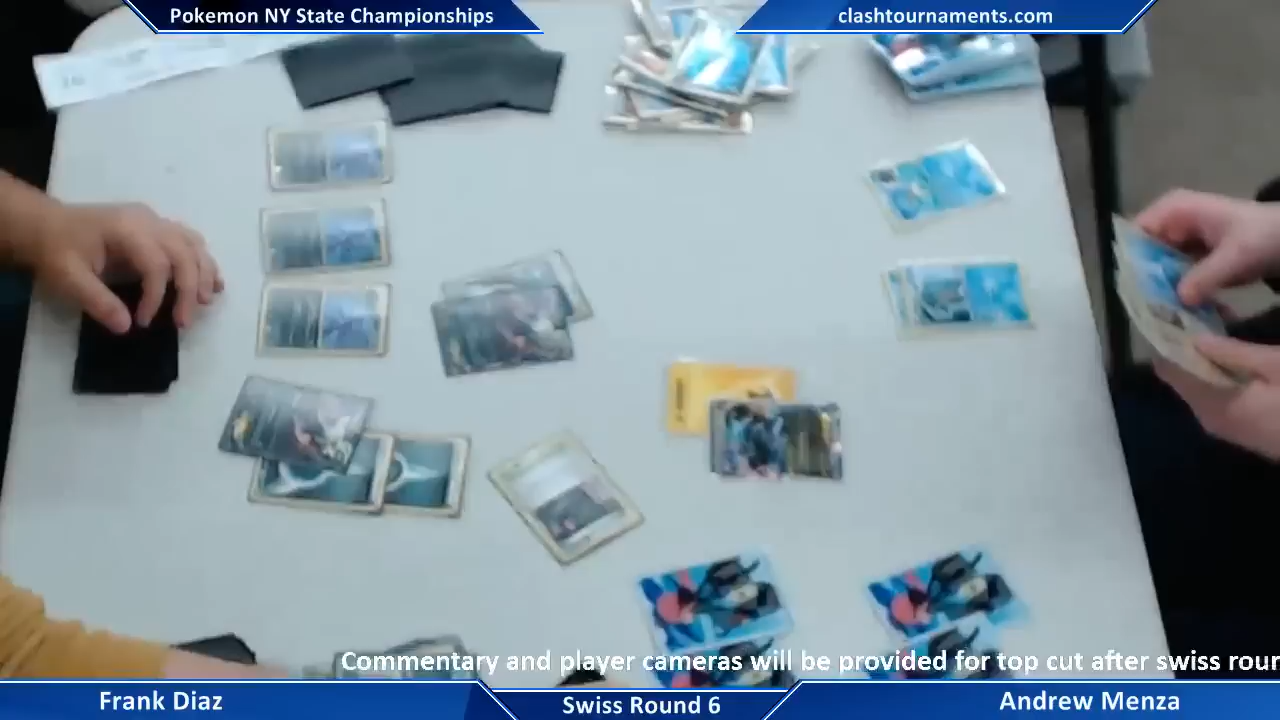 Pokemon NY State Championships
clashtournaments.com
Commentary and player cameras will be provided for top cut after swiss roun
Frank Diaz
Swiss Round 6
Andrew Menza